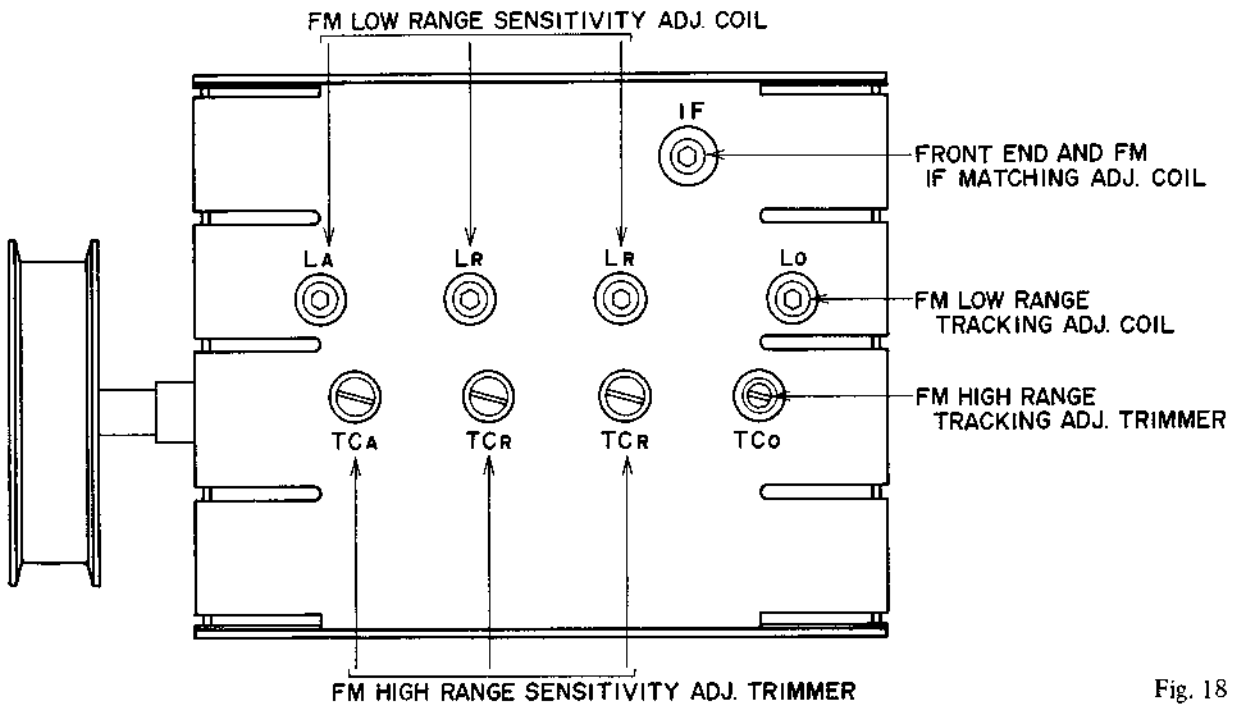 FM LOW RANGE SENSITIVITY ADJ. COIL
IF
FRONT END AND FM
IF MATCHING ADJ. COIL
LA LR LR LO
FM LOW RANGE
TRACKING ADJ. COIL
FM HIGH RANGE
TRACKING ADJ. TRIMMER
TCA TCR TCR TCO
FM HIGH RANGE SENSITIVITY ADJ. TRIMMER
Fig. 18